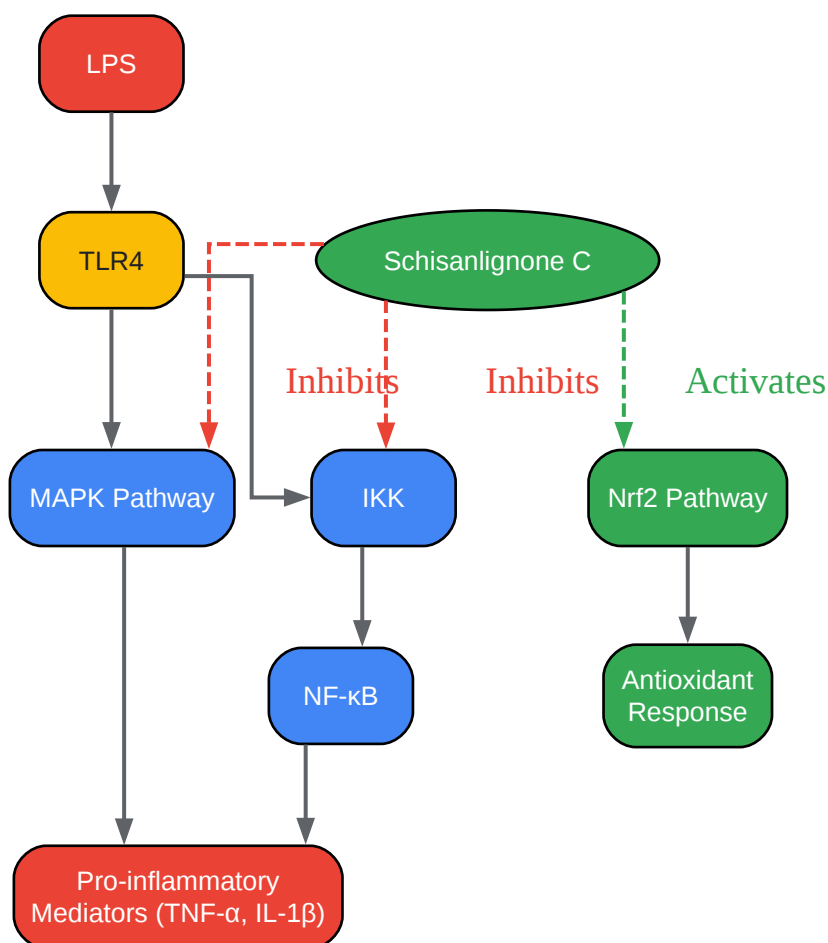 LPS
TLR4
Schisanlignone C
Inhibits
Inhibits
Activates
MAPK Pathway
IKK
Nrf2 Pathway
NF-κB
Antioxidant
Response
Pro-inflammatory
Mediators (TNF-α, IL-1β)